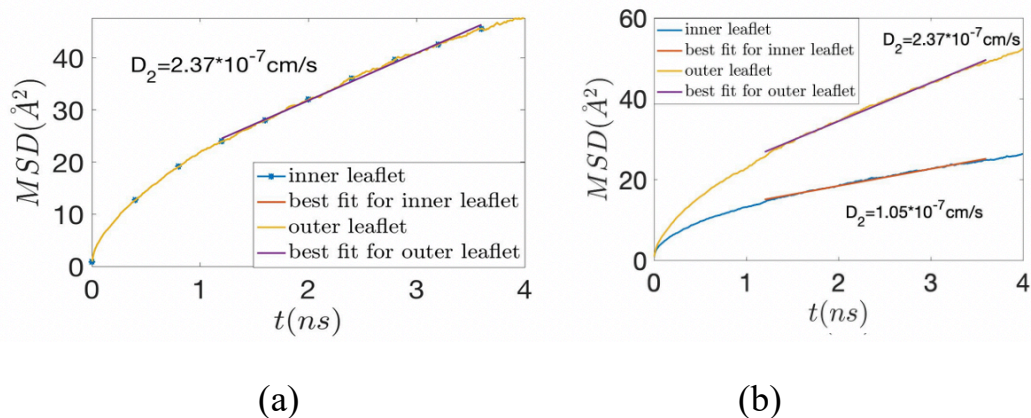 MSD(Å²)
40
30
20
10
0
D₂=2.37*10⁻⁷cm/s
inner leaflet
best fit for inner leaflet
outer leaflet
best fit for outer leaflet
0 1 2 3 4
t(ns)
(a)
MSD(Å²)
60
40
20
0
inner leaflet
best fit for inner leaflet
outer leaflet
best fit for outer leaflet
D₂=2.37*10⁻⁷cm/s
D₂=1.05*10⁻⁷cm/s
0 1 2 3 4
t(ns)
(b)